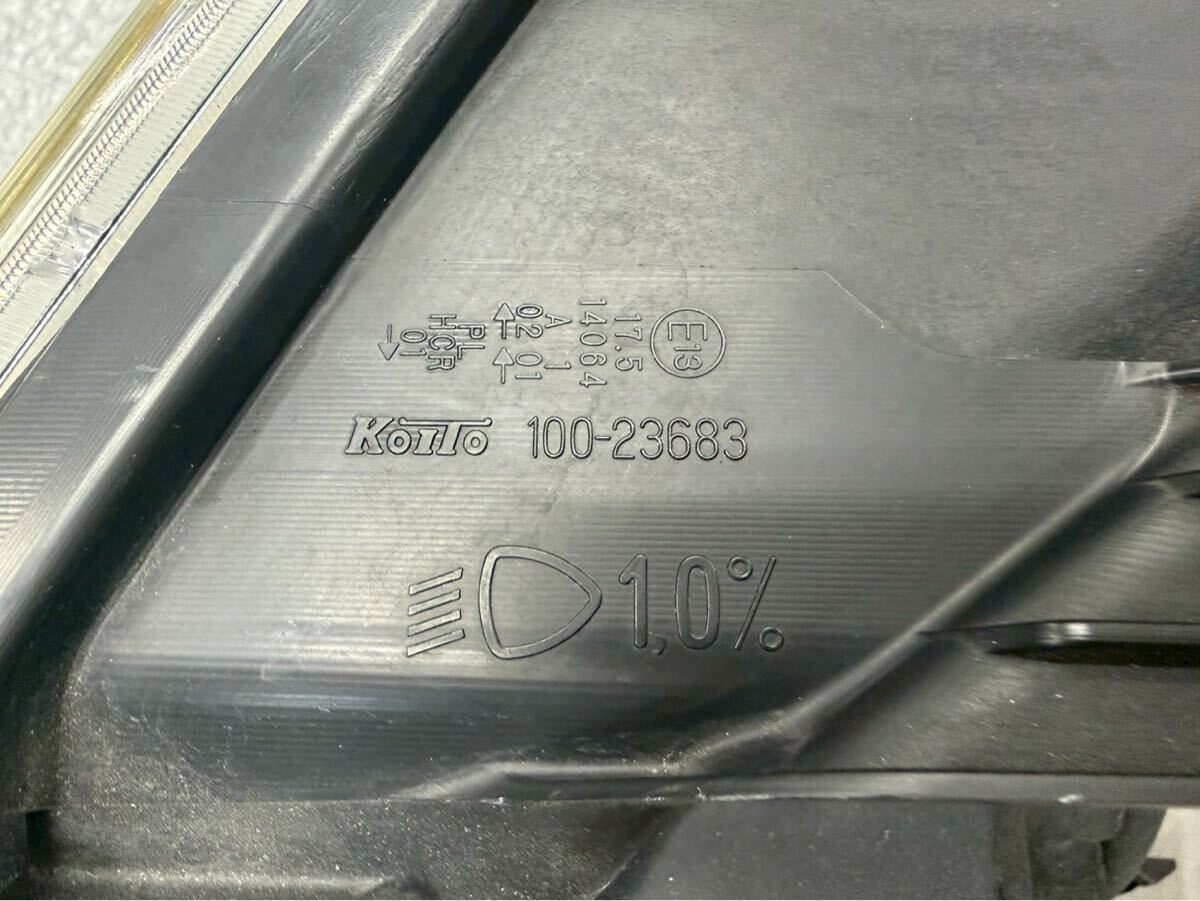 E13
17.5
14064
A 1
02 01
PL
HCR
01
KOITO 100-23683
1,0%